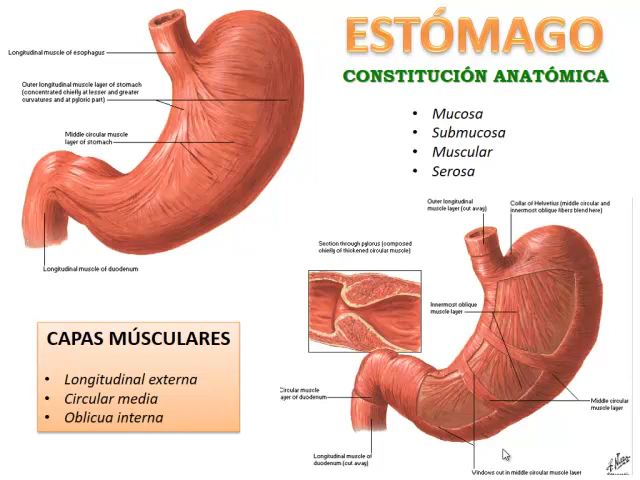 ESTÓMAGO
CONSTITUCIÓN ANATÓMICA
• Mucosa
• Submucosa
• Muscular
• Serosa
Longitudinal muscle of esophagus
Outer longitudinal muscle layer of stomach
(concentrated chiefly at lesser and greater
curvatures and at pyloric part)
Middle circular muscle
layer of stomach
Longitudinal muscle of duodenum
CAPAS MÚSCULARES
• Longitudinal externa
• Circular media
• Oblicua interna
Outer longitudinal
muscle layer (cut away)
Collar of Helvetius (middle circular and
innermost oblique fibers blend here)
Section through pylorus (composed
chiefly of thickened circular muscle)
Innermost oblique
muscle layer
Circular muscle
layer of duodenum
Middle circular
muscle layer
Longitudinal muscle of
duodenum (cut away)
Windows cut in middle circular muscle layer